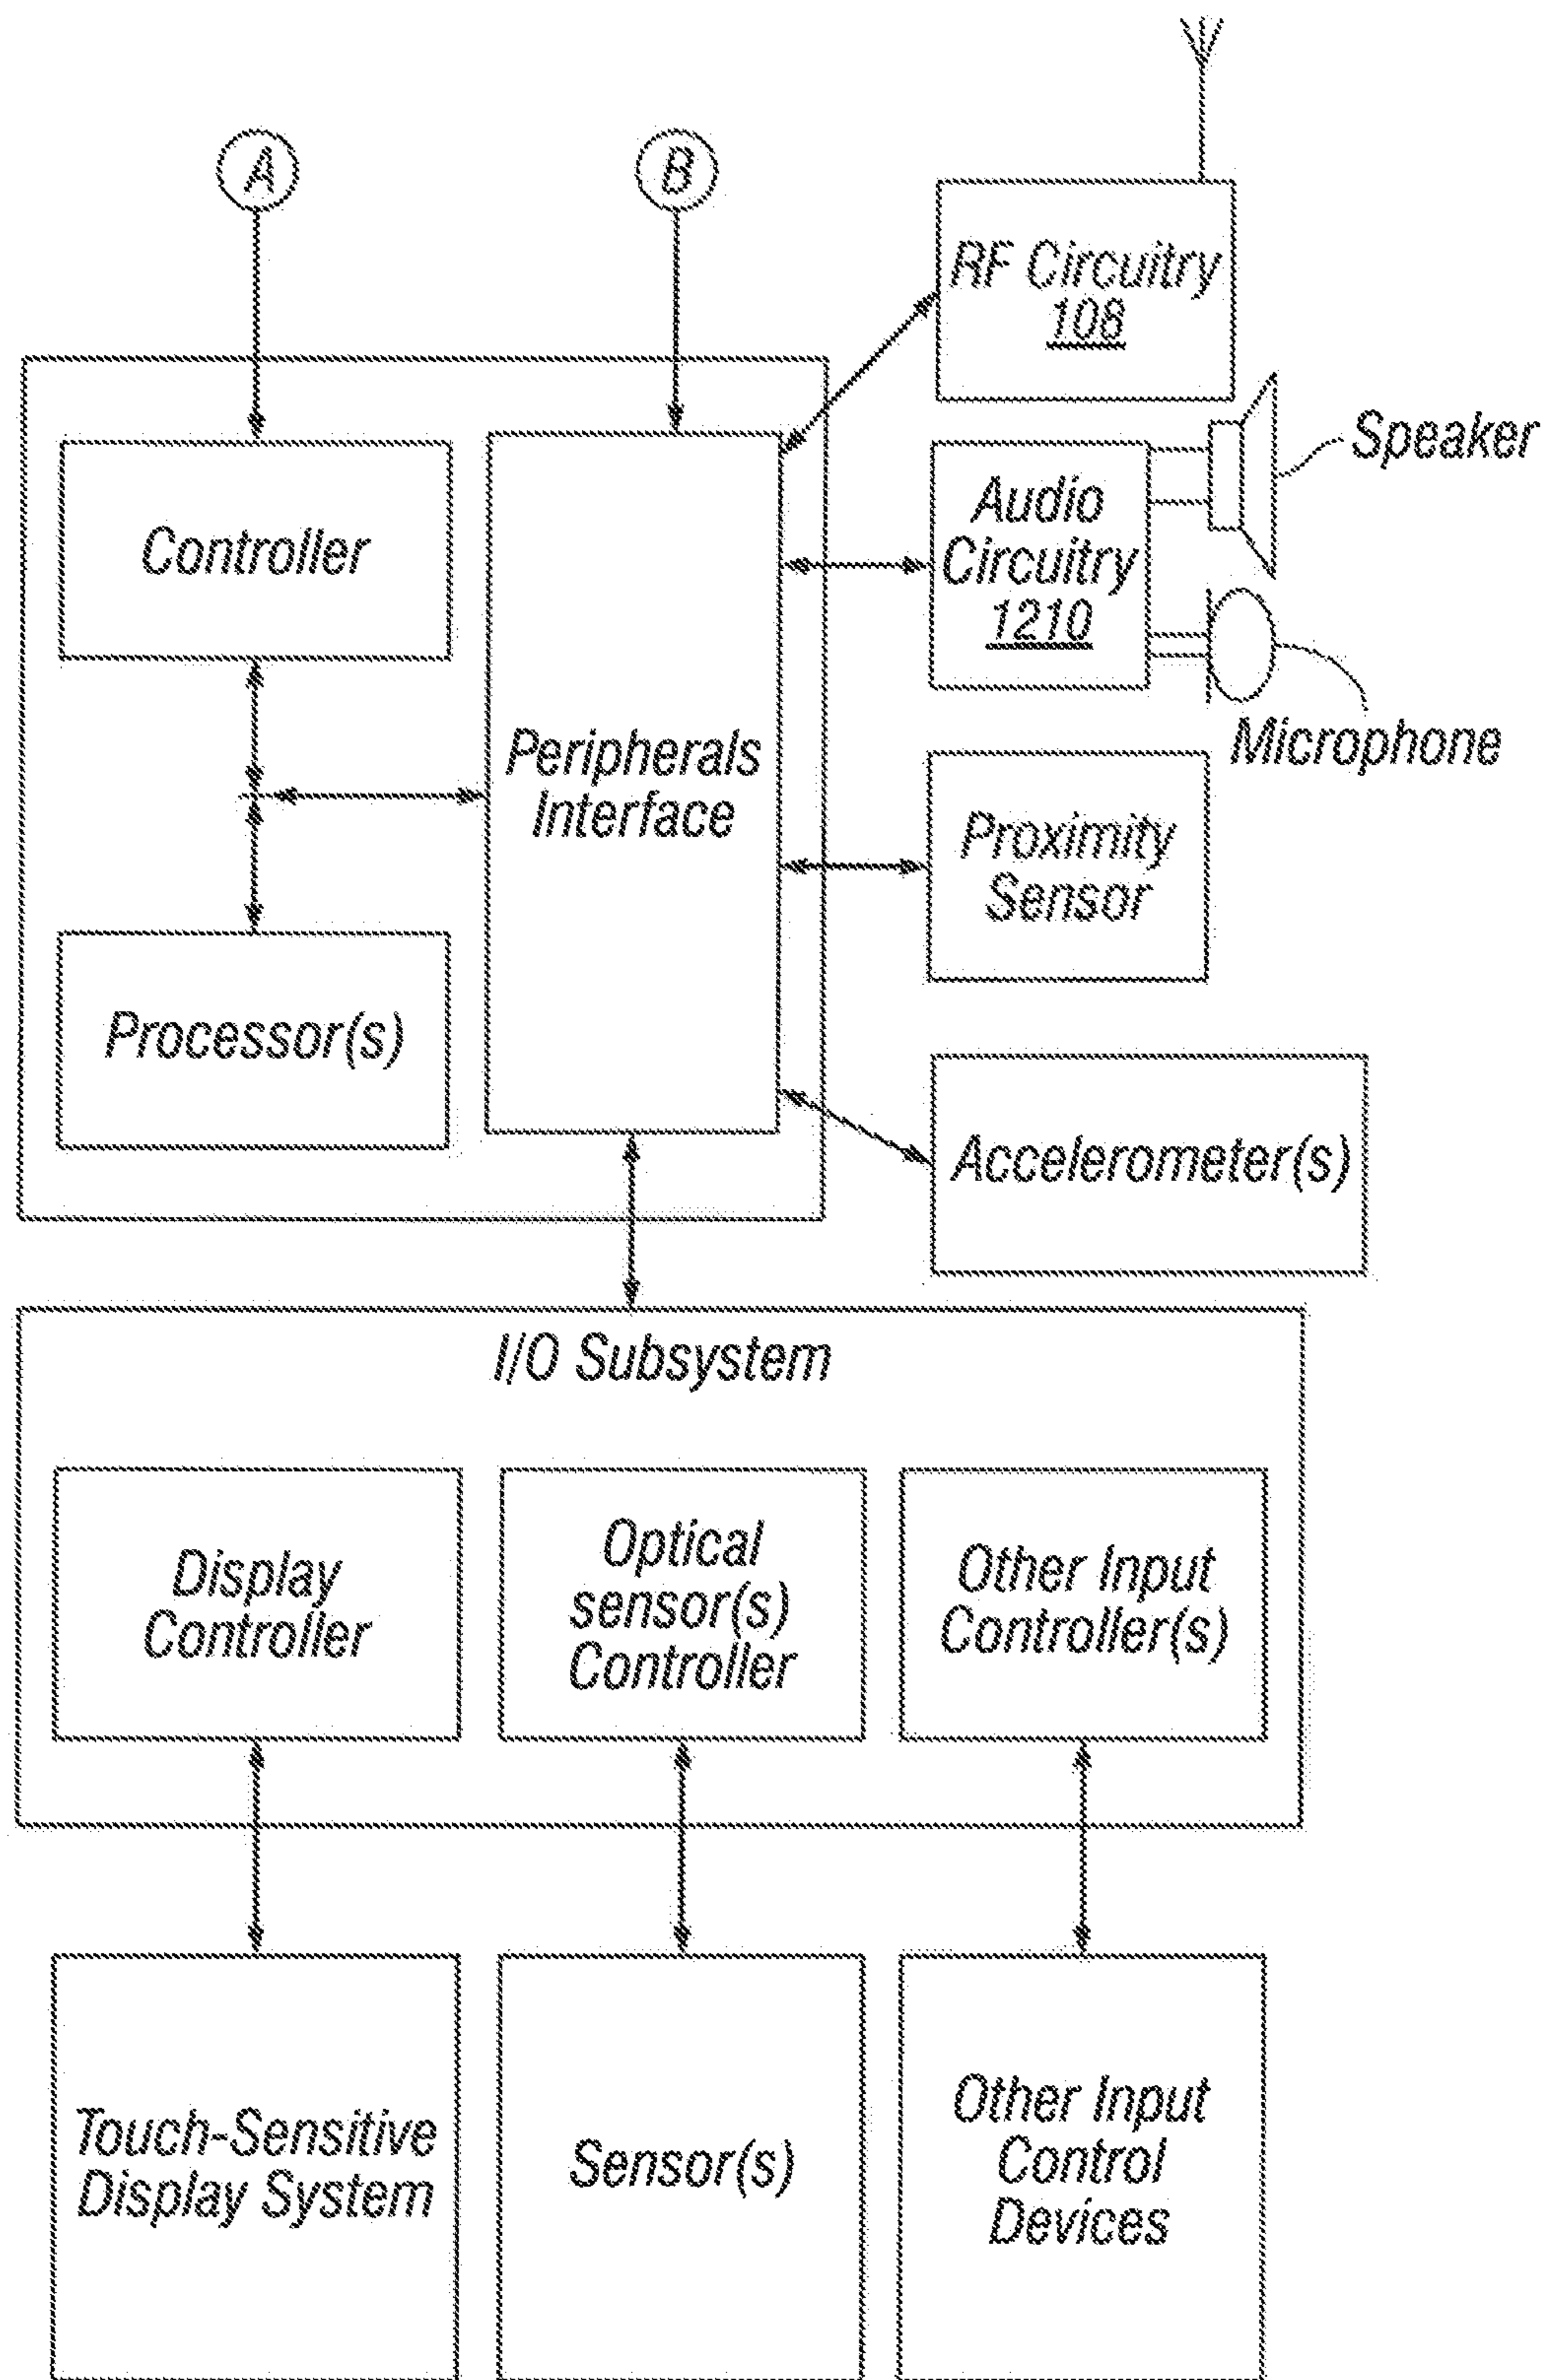 A
B
RF Circuitry
108
Speaker
Audio
Circuitry
1210
Microphone
Controller
Peripherals
Interface
Proximity
Sensor
Processor(s)
Accelerometer(s)
I/O Subsystem
Display
Controller
Optical
sensor(s)
Controller
Other Input
Controller(s)
Touch-Sensitive
Display System
Sensor(s)
Other Input
Control
Devices